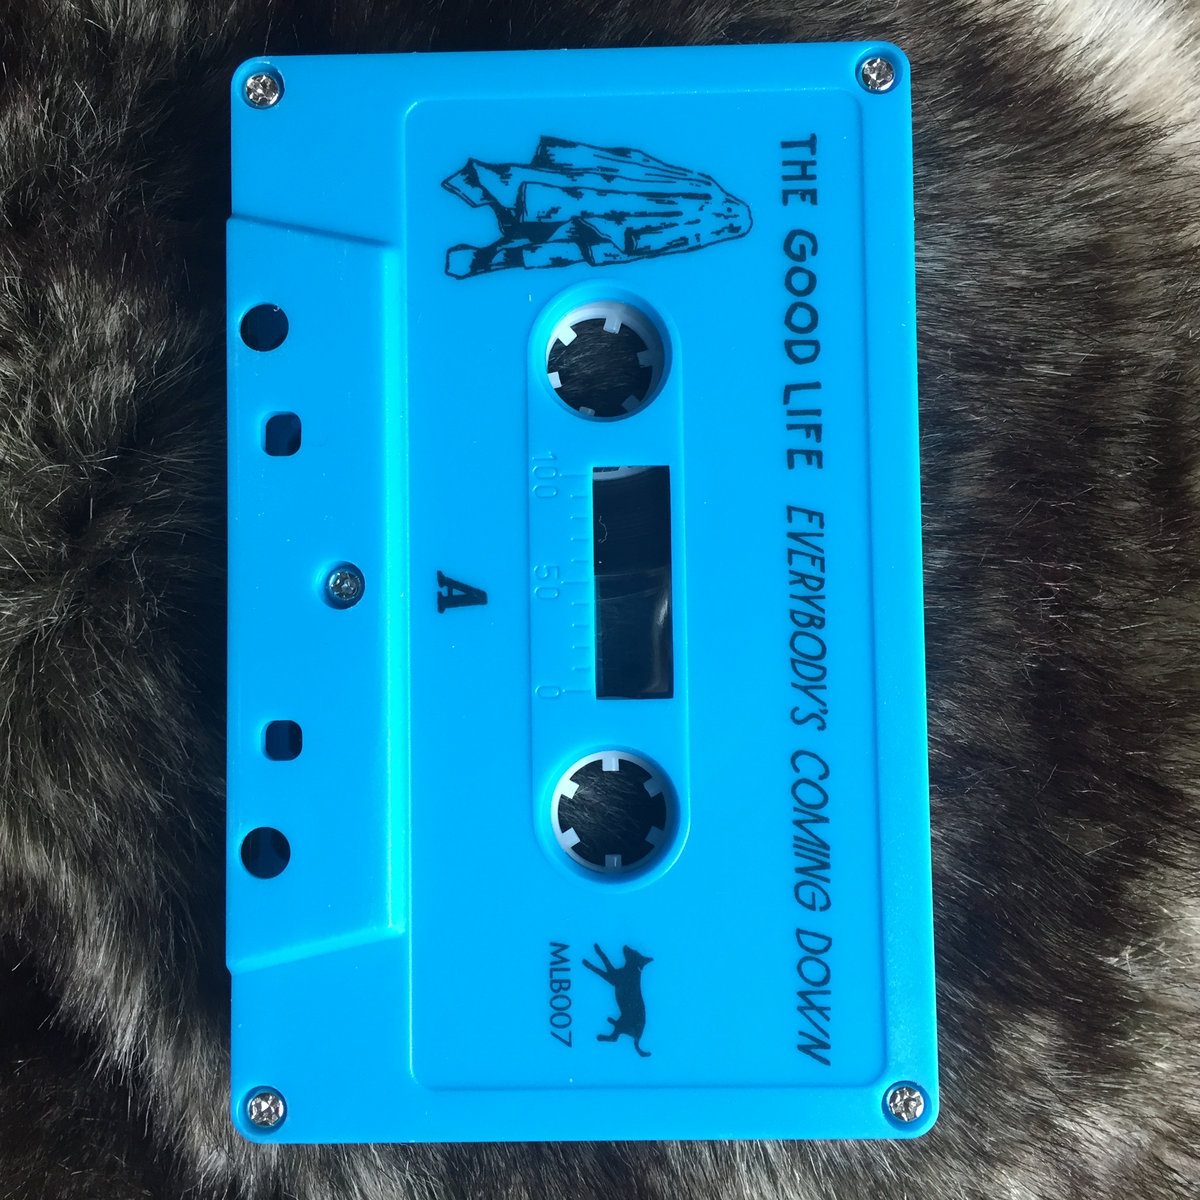 THE GOOD LIFE EVERYBODY'S COMING DOWN
100 50 0
A
MLB007